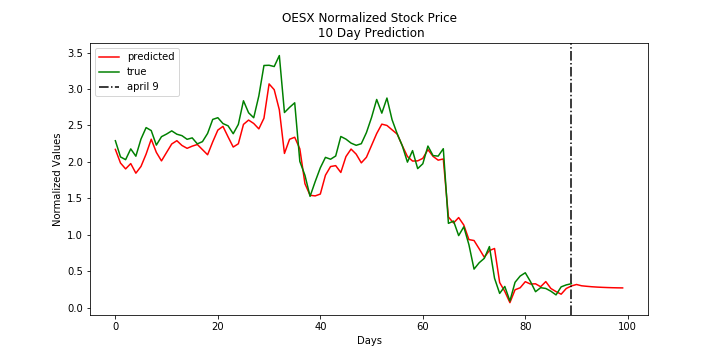 OESX Normalized Stock Price
10 Day Prediction
predicted
true
april 9
Normalized Values
3.5
3.0
2.5
2.0
1.5
1.0
0.5
0.0
0
20
40
60
80
100
Days